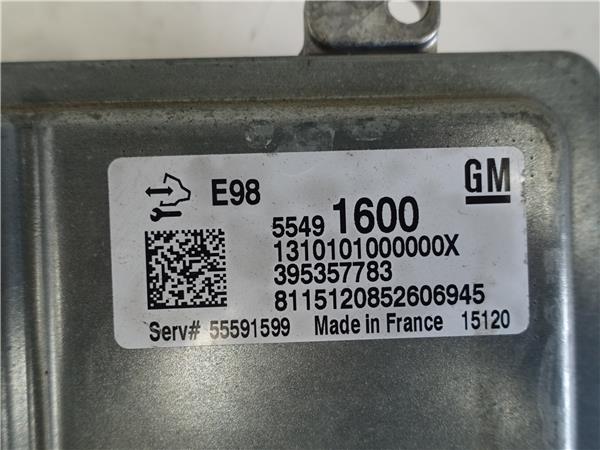 E98
GM
5549 1600
1310101000000X
395357783
8115120852606945
Serv# 55591599 Made in France 15120